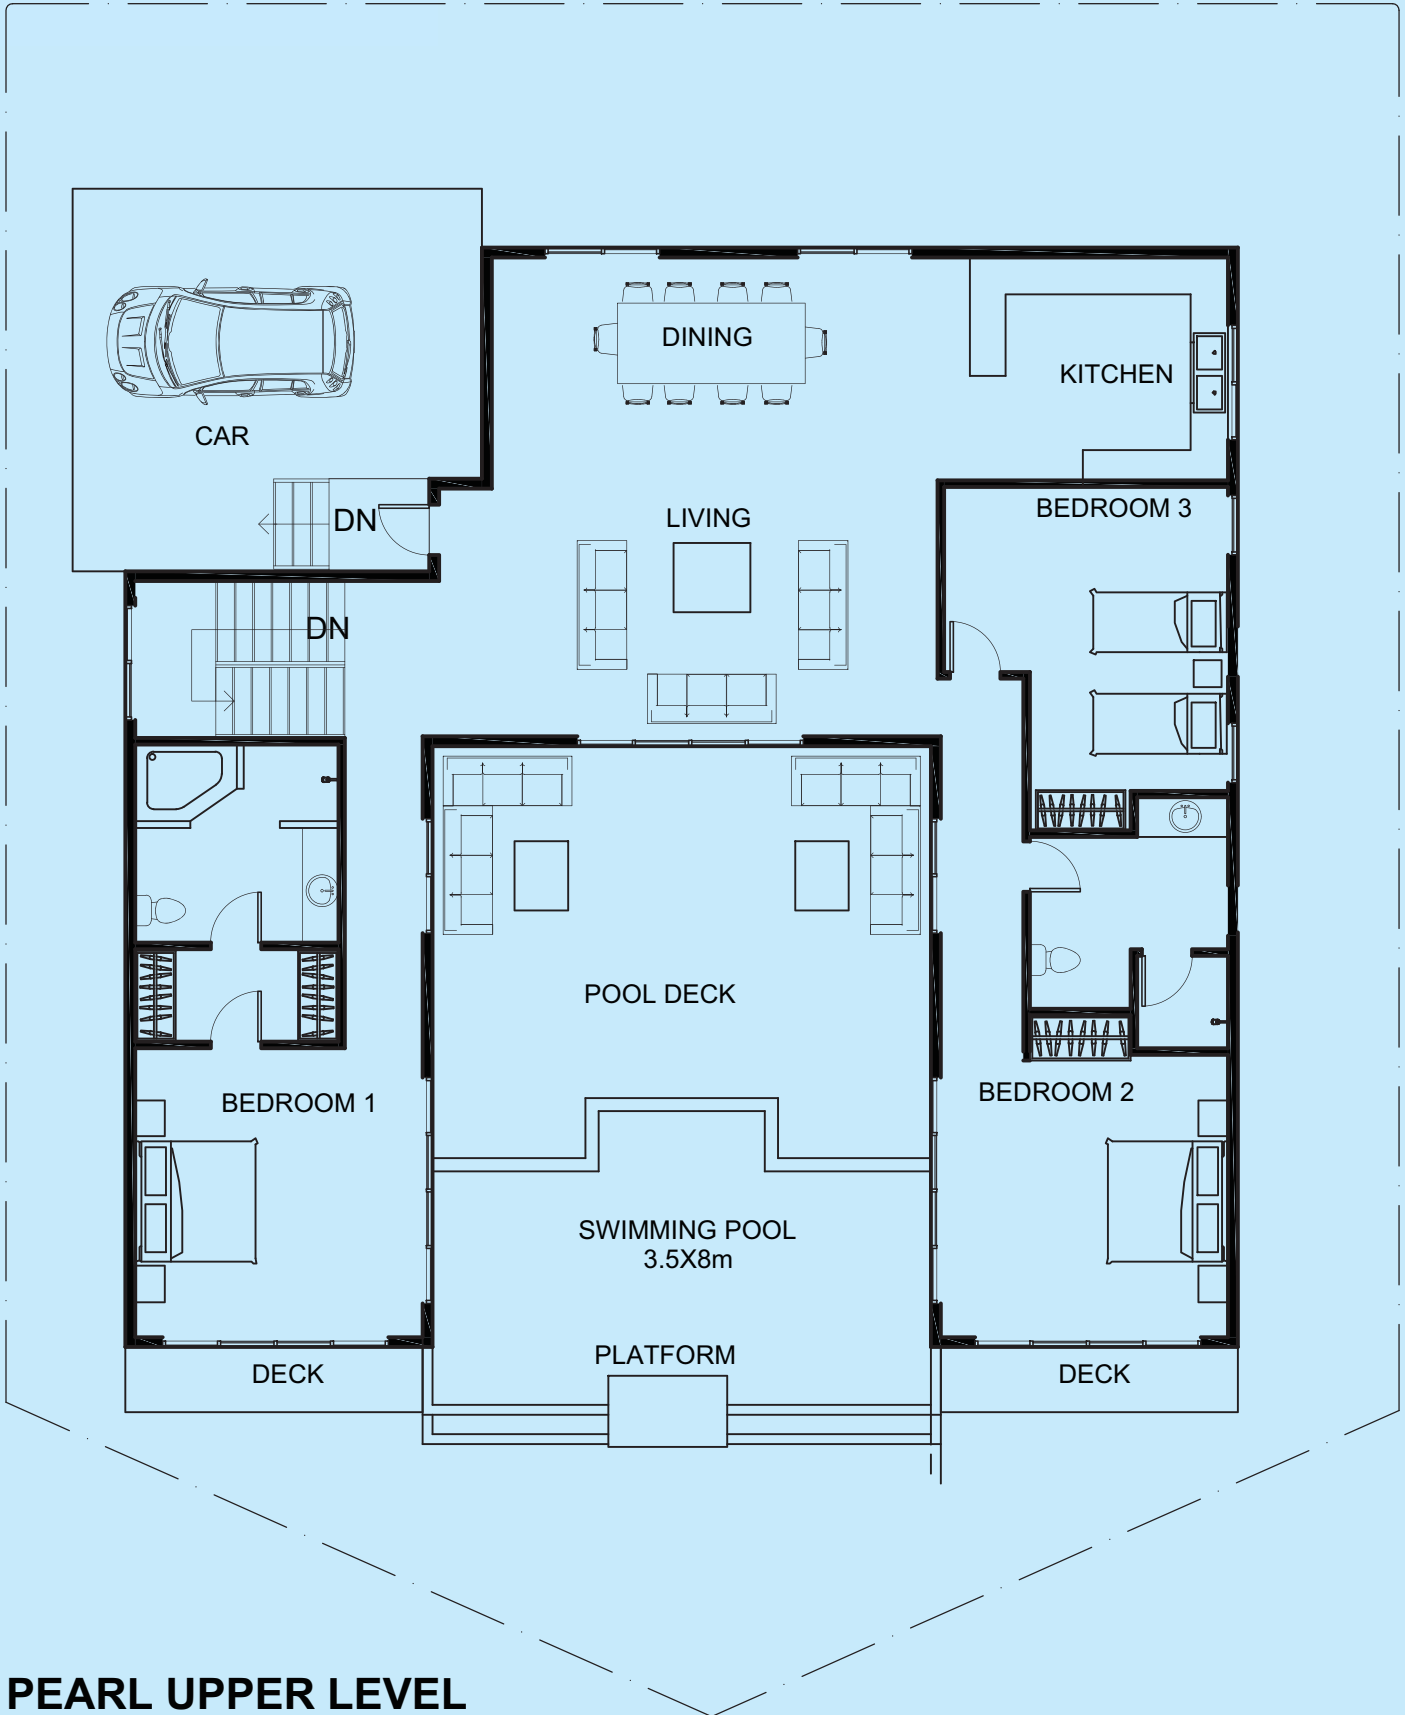 DINING
KITCHEN
CAR
DN
LIVING
BEDROOM 3
DN
POOL DECK
BEDROOM 1
BEDROOM 2
SWIMMING POOL
3.5X8m
PLATFORM
DECK
DECK
PEARL UPPER LEVEL